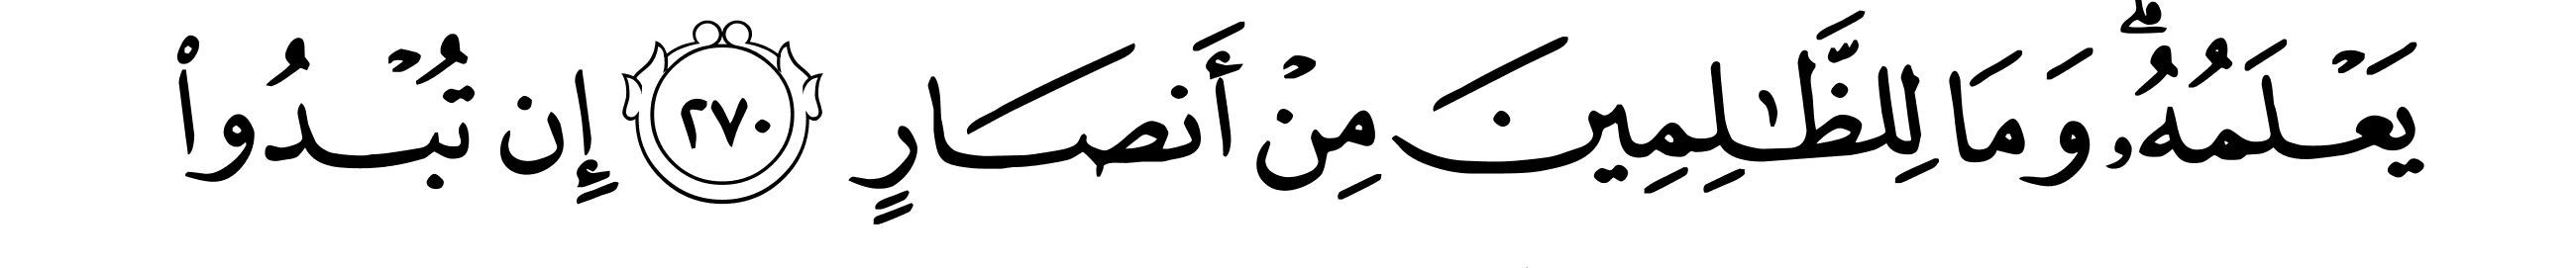 يَعْلَمُهُۥۗ وَمَا لِلظَّٰلِمِينَ مِنْ أَنصَارٍ ٢٧٠ إِن تُبْدُوا۟